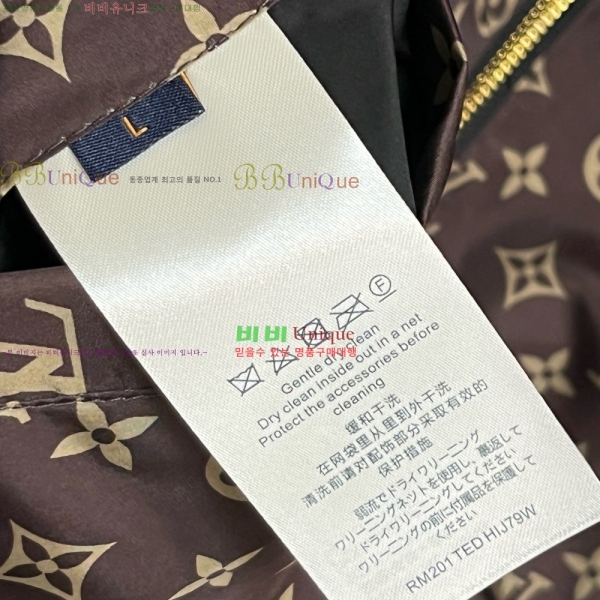 비비유니크
L
BBUniQue 동종업계 최고의 품질 NO.1 BBUniQue
비비Unique
믿을수 있는 명품구매대행
Gentle dry clean
Dry clean inside out in a net
Protect the accessories before
cleaning
缓和干洗
在网袋里从里到外干洗
清洗前请对配饰部分采取有效的
保护措施
弱流でドライクリーニング
クリーニングネットを使用し、裏返して
ドライクリーニングしてください
クリーニングの前に付属品を保護して
ください
RM201 TED HIJ79W